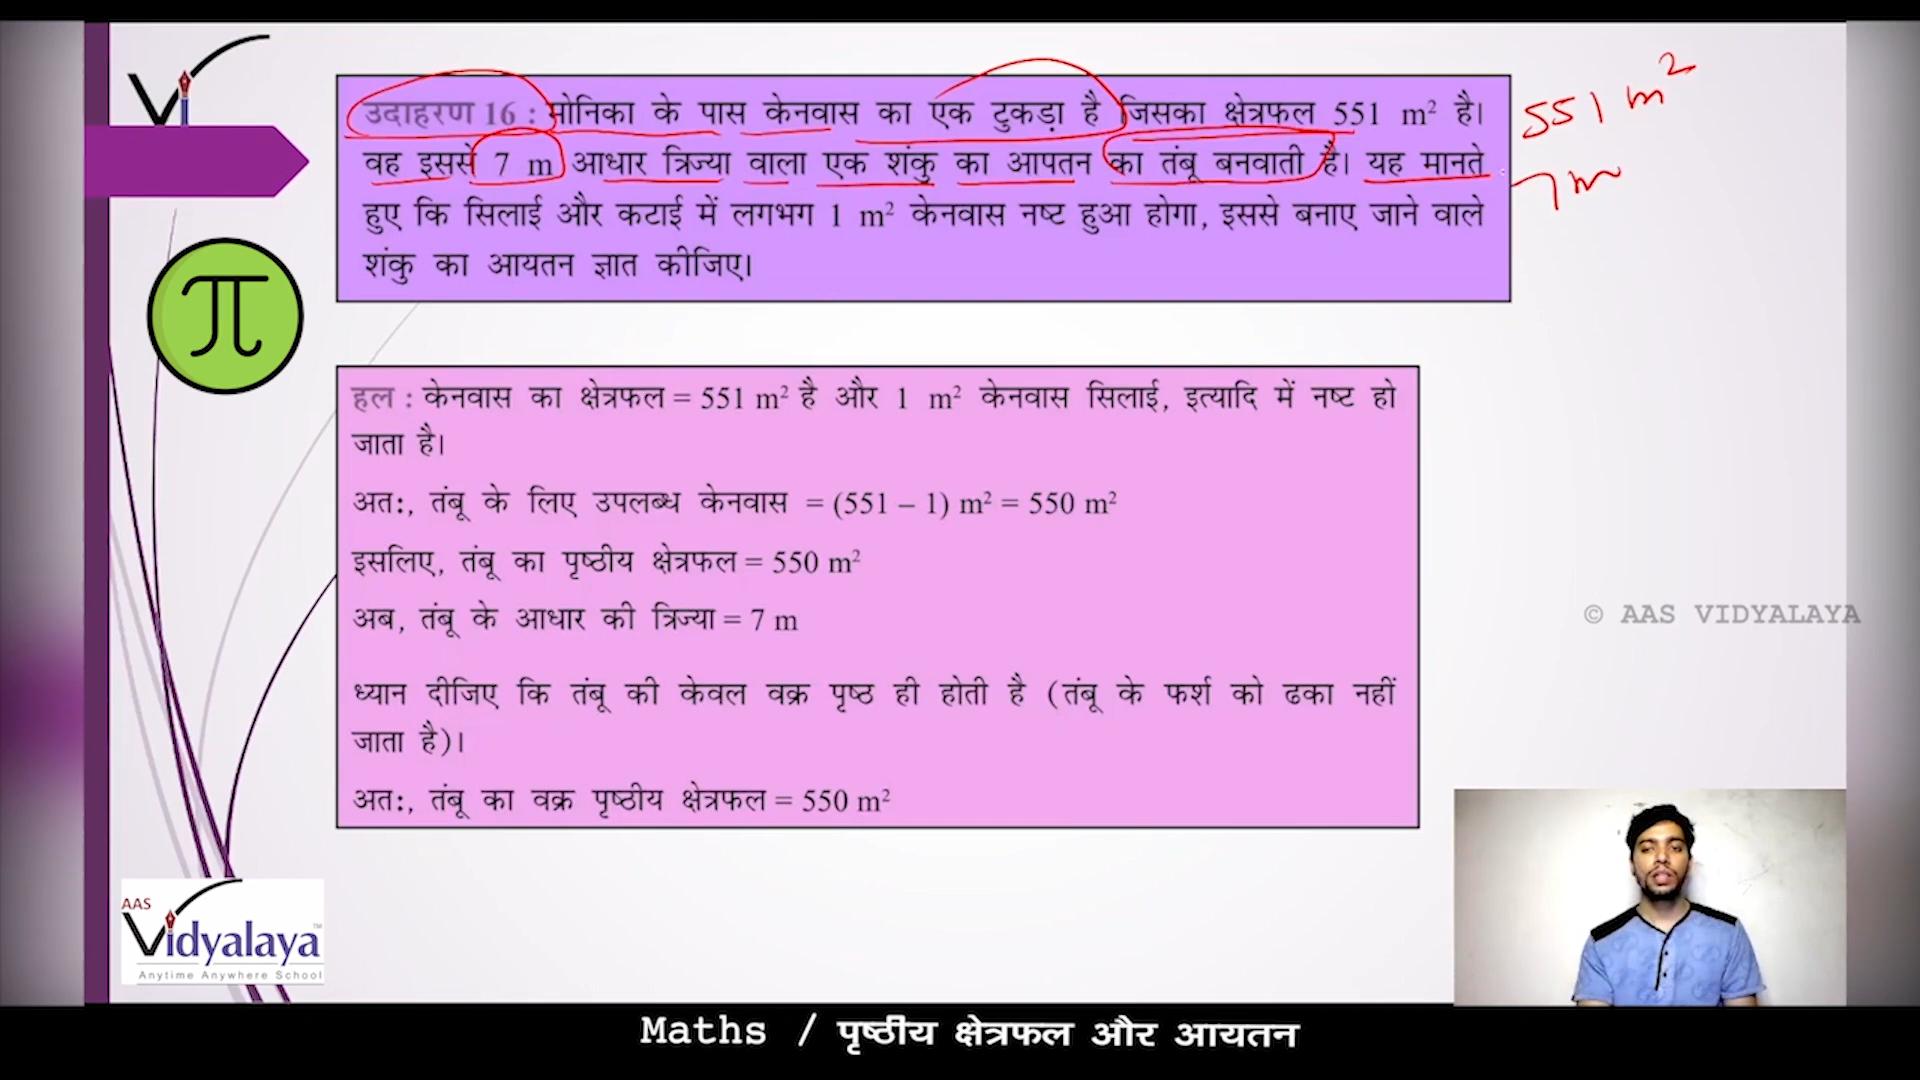 उदाहरण 16 : मोनिका के पास केनवास का एक टुकड़ा है जिसका क्षेत्रफल 551 m² है।
वह इससे 7 m आधार त्रिज्या वाला एक शंकु का आपतन का तंबू बनवाती है। यह मानते
हुए कि सिलाई और कटाई में लगभग 1 m² केनवास नष्ट हुआ होगा, इससे बनाए जाने वाले
शंकु का आयतन ज्ञात कीजिए।
551 m²
7m
π
हल : केनवास का क्षेत्रफल = 551 m² है और 1 m² केनवास सिलाई, इत्यादि में नष्ट हो
जाता है।
अतः, तंबू के लिए उपलब्ध केनवास = (551 – 1) m² = 550 m²
इसलिए, तंबू का पृष्ठीय क्षेत्रफल = 550 m²
अब, तंबू के आधार की त्रिज्या = 7 m
ध्यान दीजिए कि तंबू की केवल वक्र पृष्ठ ही होती है (तंबू के फर्श को ढका नहीं
जाता है)।
अतः, तंबू का वक्र पृष्ठीय क्षेत्रफल = 550 m²
© AAS VIDYALAYA
AAS
Vidyalaya™
Anytime Anywhere School
Maths / पृष्ठीय क्षेत्रफल और आयतन